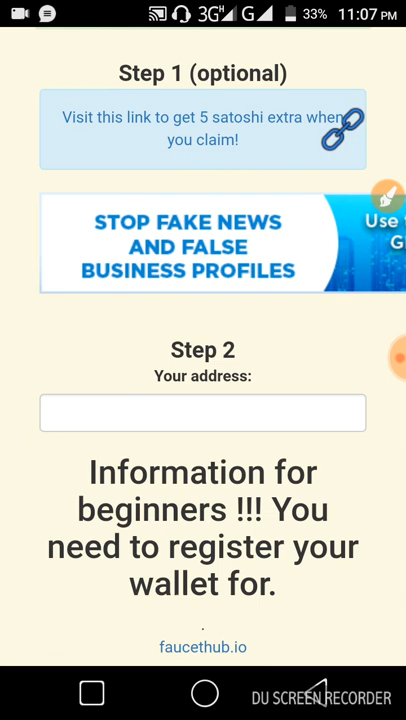 3G H G 33% 11:07 PM
Step 1 (optional)
Visit this link to get 5 satoshi extra when
you claim!
STOP FAKE NEWS
AND FALSE
BUSINESS PROFILES
Use
G
Step 2
Your address:
Information for
beginners !!! You
need to register your
wallet for.
.
faucethub.io
DU SCREEN RECORDER